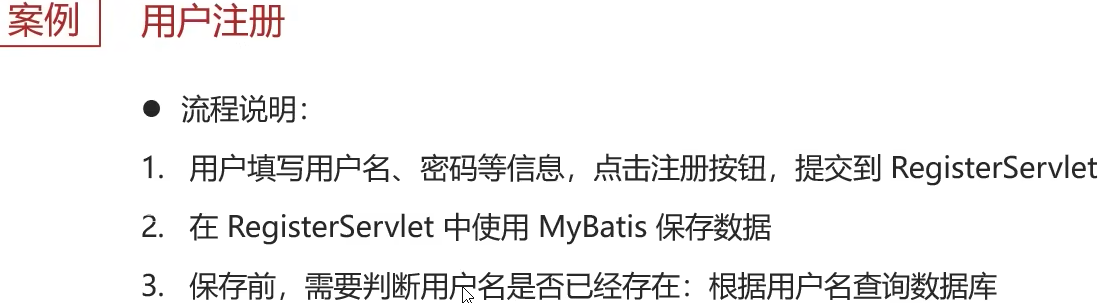 案例 用户注册
● 流程说明：
1. 用户填写用户名、密码等信息，点击注册按钮，提交到 RegisterServlet
2. 在 RegisterServlet 中使用 MyBatis 保存数据
3. 保存前，需要判断用户名是否已经存在：根据用户名查询数据库